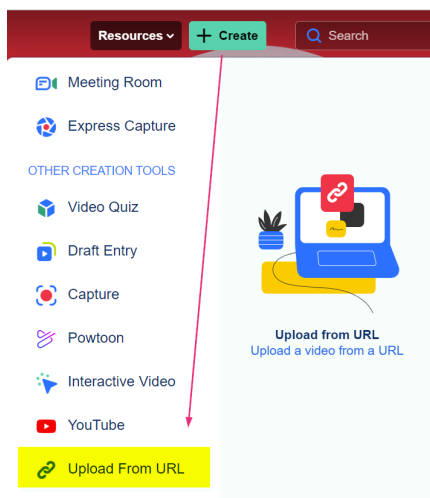 Resources
Create
Search
Meeting Room
Express Capture
OTHER CREATION TOOLS
Video Quiz
Draft Entry
Capture
Powtoon
Interactive Video
YouTube
Upload From URL
Upload from URL
Upload a video from a URL